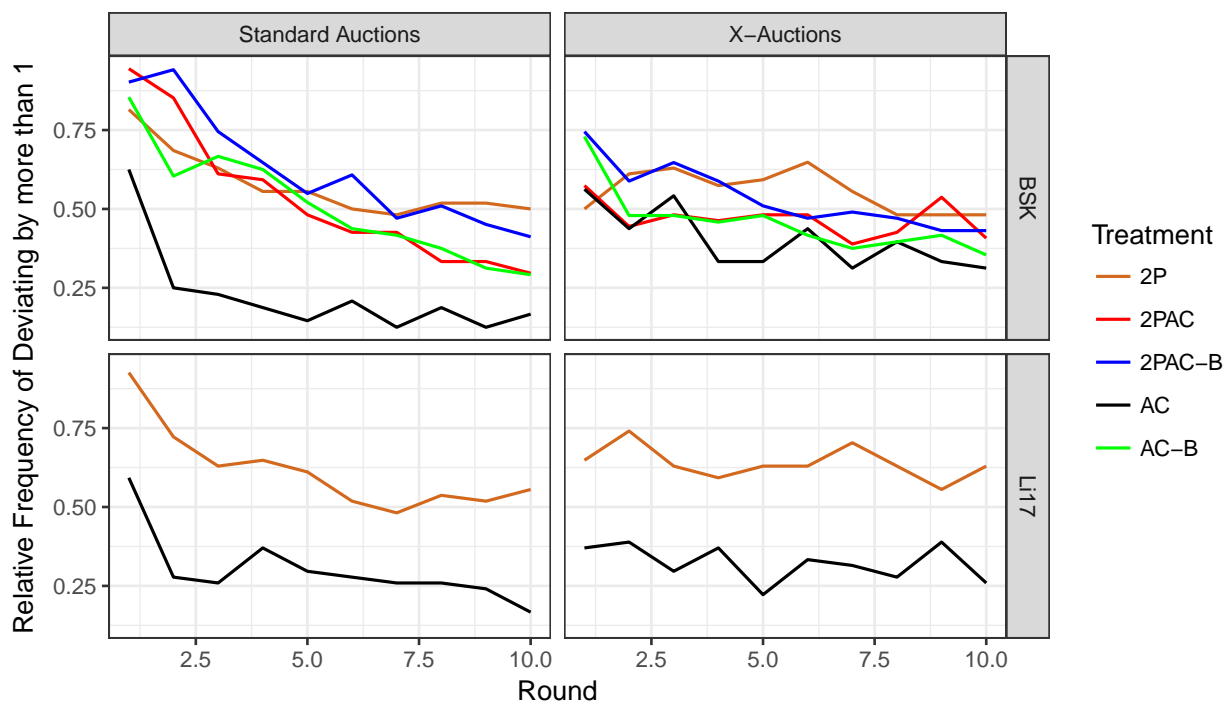 Standard Auctions
X−Auctions
Relative Frequency of Deviating by more than 1
0.75
0.50
0.25
BSK
0.75
0.50
0.25
Li17
2.5
5.0
7.5
10.0
2.5
5.0
7.5
10.0
Round
Treatment
2P
2PAC
2PAC−B
AC
AC−B